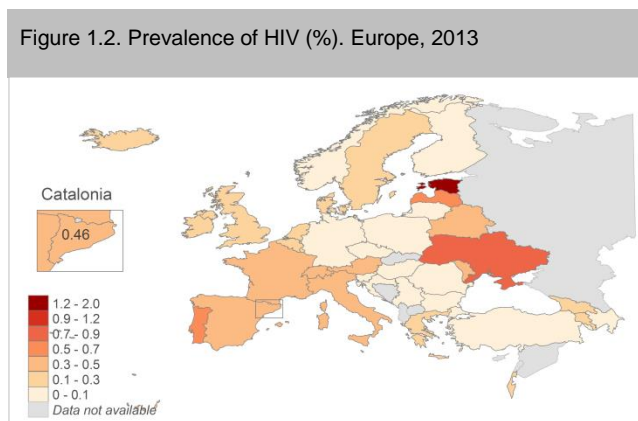 Figure 1.2. Prevalence of HIV (%). Europe, 2013
Catalonia
0.46
1.2 - 2.0
0.9 - 1.2
0.7 - 0.9
0.5 - 0.7
0.3 - 0.5
0.1 - 0.3
0 - 0.1
Data not available